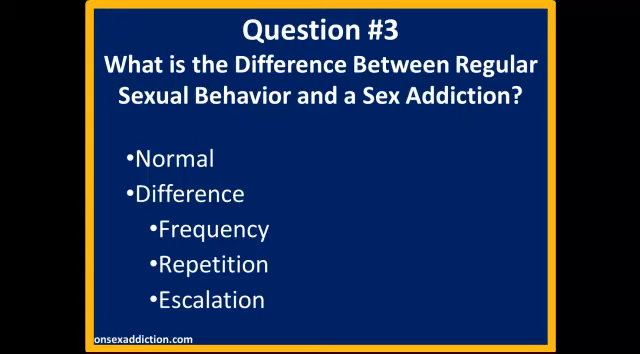 Question #3
What is the Difference Between Regular
Sexual Behavior and a Sex Addiction?
•Normal
•Difference
•Frequency
•Repetition
•Escalation
onsexaddiction.com